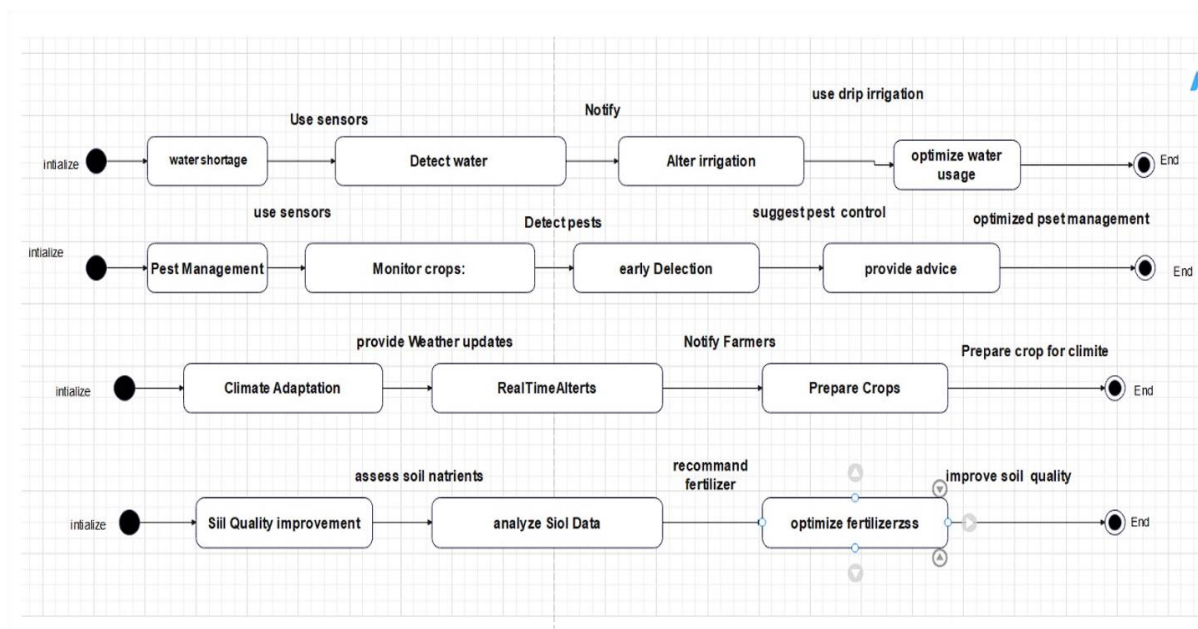 use drip irrigation
Notify
Use sensors
intialize
water shortage
Detect water
Alter irrigation
optimize water
usage
End
use sensors
Detect pests
suggest pest control
optimized pset management
intialize
Pest Management
Monitor crops:
early Delection
provide advice
End
provide Weather updates
Notify Farmers
Prepare crop for climite
intialize
Climate Adaptation
RealTimeAlterts
Prepare Crops
End
assess soil natrients
recommand
fertilizer
improve soil quality
intialize
Siil Quality improvement
analyze Siol Data
optimize fertilizerzss
End